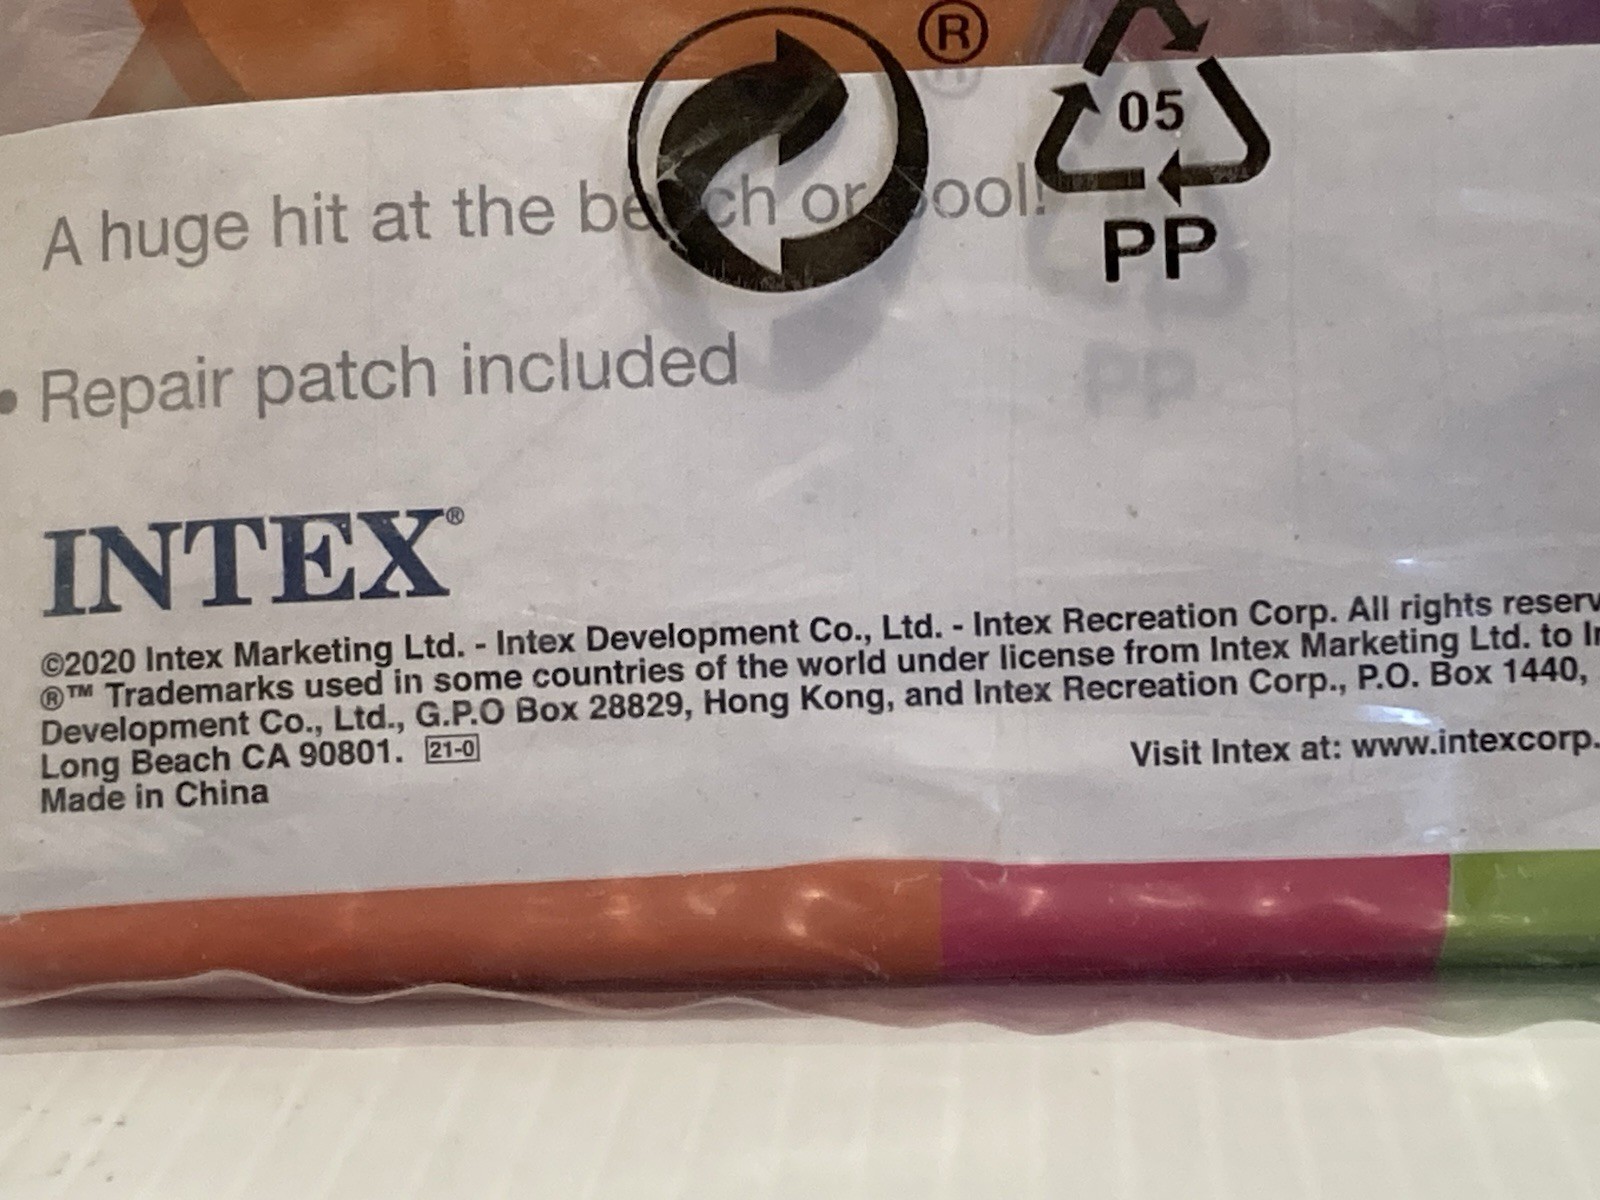 ®
05
PP
A huge hit at the beach or pool!
• Repair patch included
INTEX®
©2020 Intex Marketing Ltd. - Intex Development Co., Ltd. - Intex Recreation Corp. All rights reserv
®™ Trademarks used in some countries of the world under license from Intex Marketing Ltd. to In
Development Co., Ltd., G.P.O Box 28829, Hong Kong, and Intex Recreation Corp., P.O. Box 1440,
Long Beach CA 90801. 21-0
Visit Intex at: www.intexcorp.
Made in China